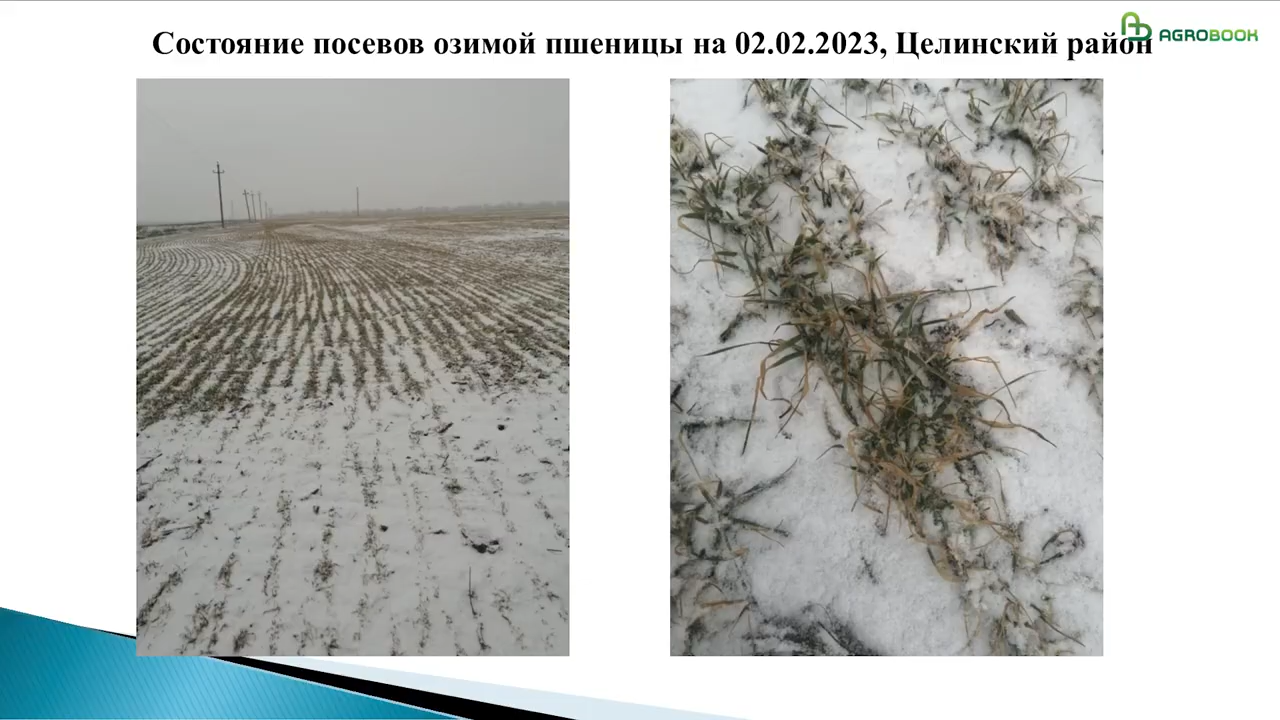 Состояние посевов озимой пшеницы на 02.02.2023, Целинский район
AGROBOOK